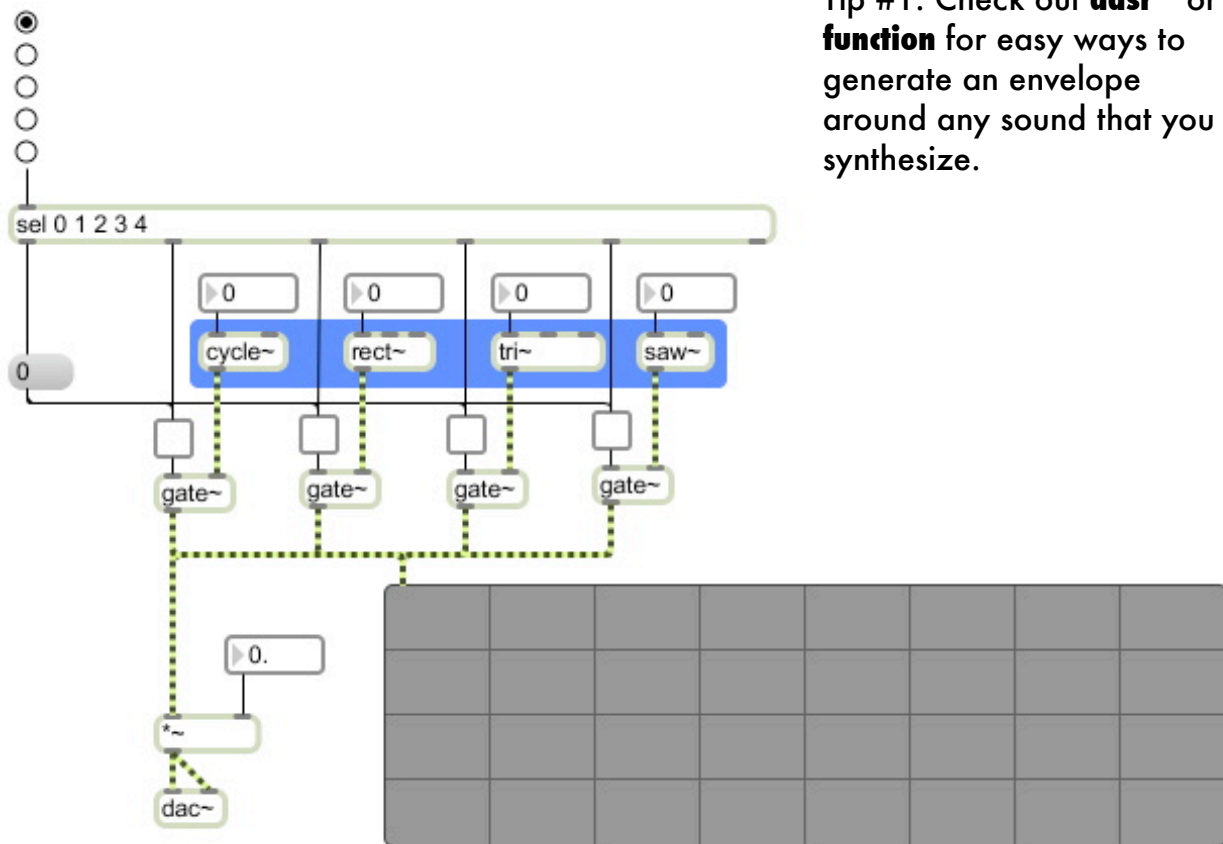 Tip #1: Check out adsr~ or
function for easy ways to
generate an envelope
around any sound that you
synthesize.
sel 0 1 2 3 4
0
0
0
0
cycle~
rect~
tri~
saw~
0
gate~
gate~
gate~
gate~
0.
*~
dac~